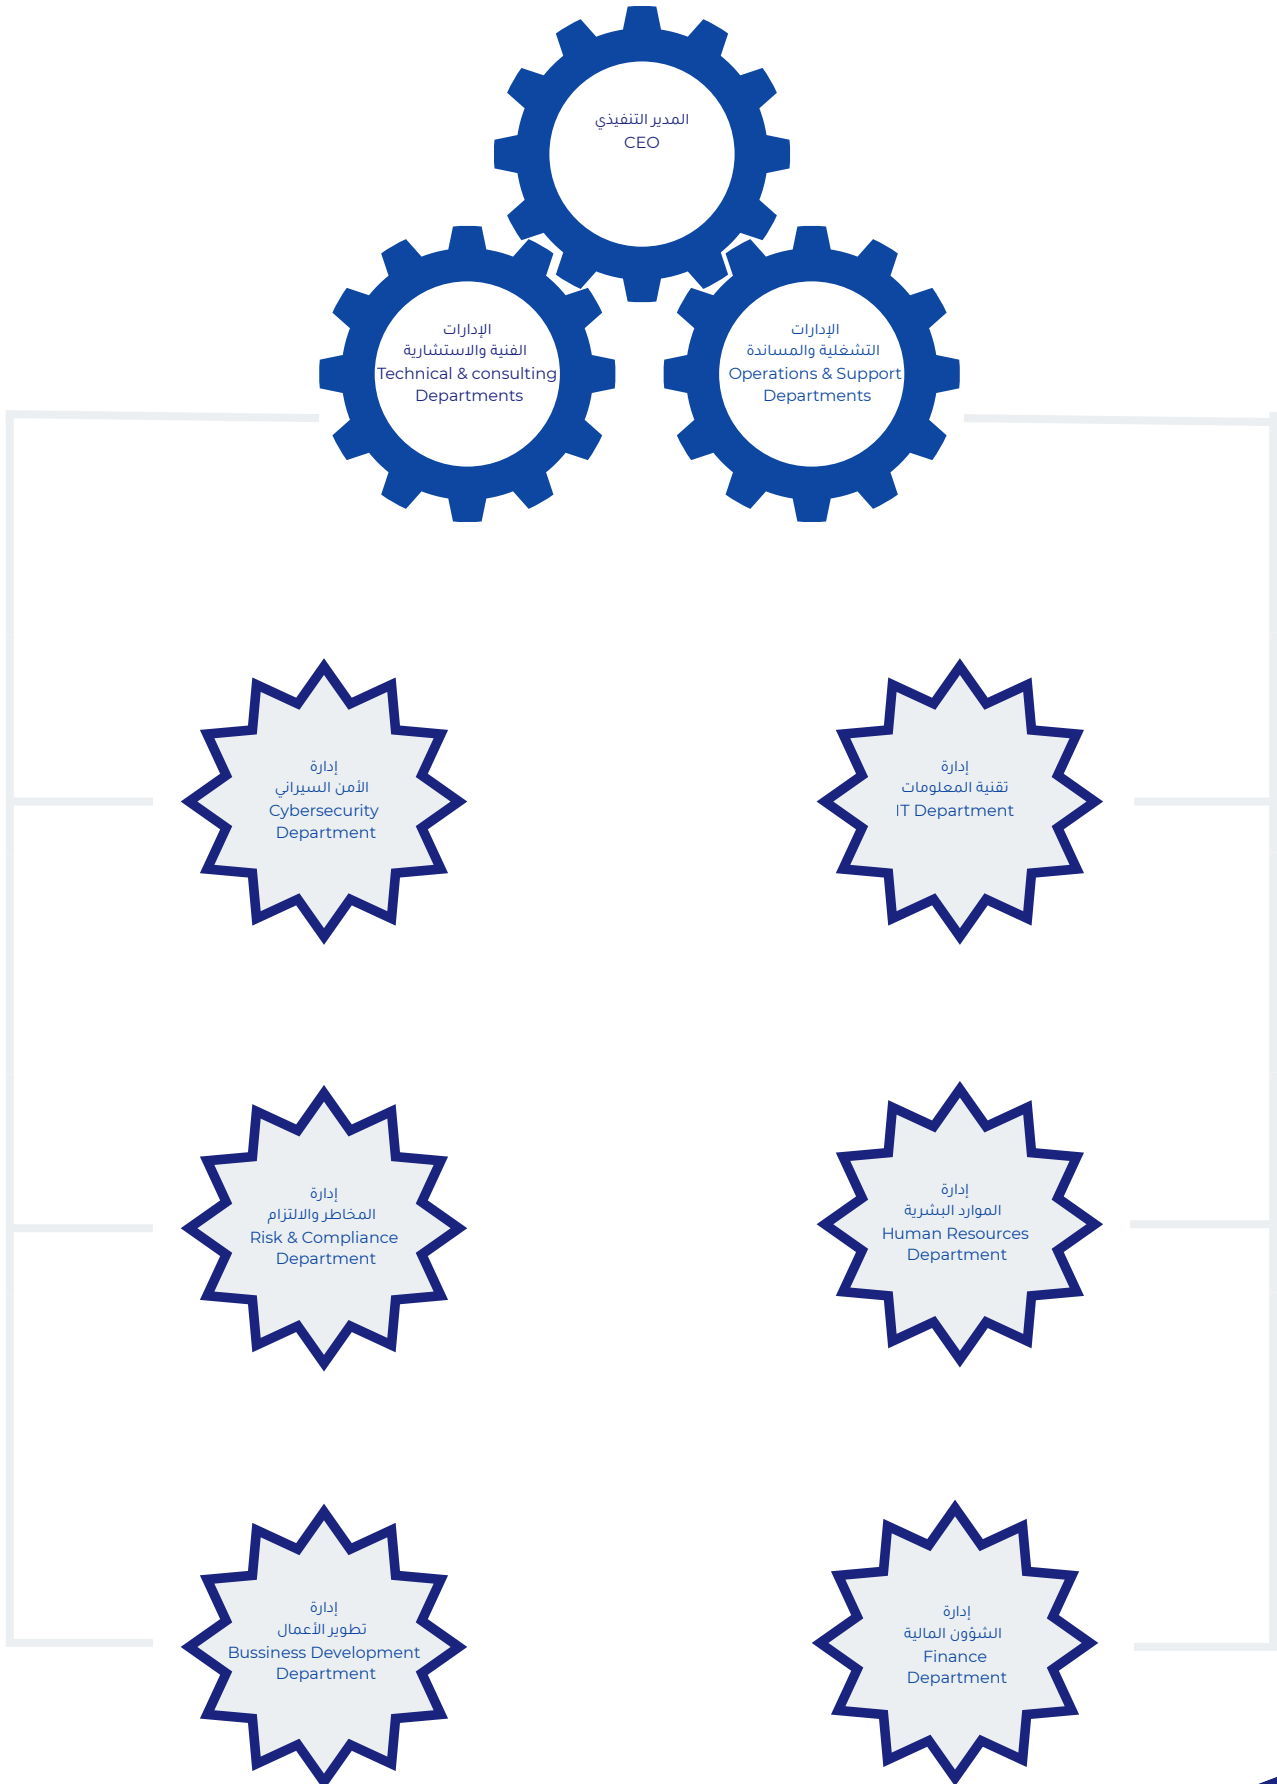 المدير التنفيذي
CEO
الإدارات
الفنية والاستشارية
Technical & consulting
Departments
الإدارات
التشغلية والمساندة
Operations & Support
Departments
إدارة
الأمن السيراني
Cybersecurity
Department
إدارة
تقنية المعلومات
IT Department
إدارة
المخاطر والالتزام
Risk & Compliance
Department
إدارة
الموارد البشرية
Human Resources
Department
إدارة
تطوير الأعمال
Bussiness Development
Department
إدارة
الشؤون المالية
Finance
Department